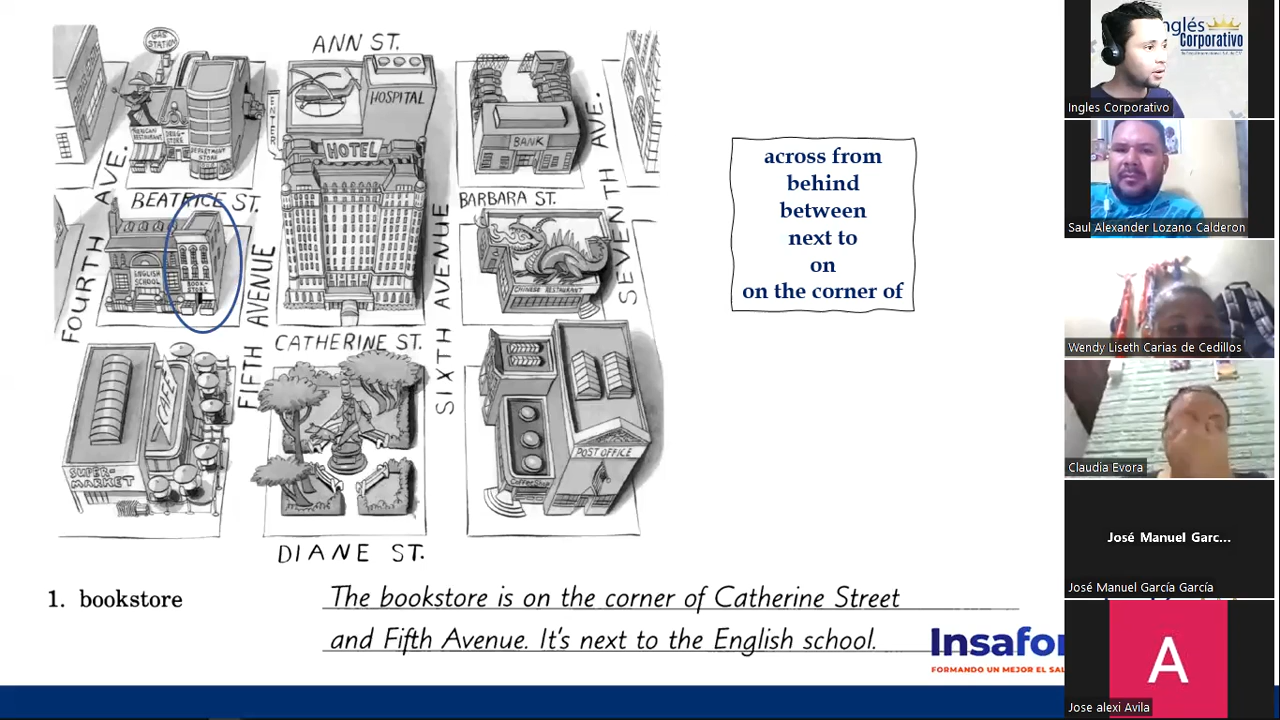 GAS
STATION
ANN ST.
HOSPITAL
MEXICAN
RESTAURANT
DRUG-
STORE
DEPARTMENT
STORE
HOTEL
BANK
AVE.
AVE.
BEATRICE ST.
BARBARA ST.
ENGLISH
SCHOOL
BOOK-
STORE
CHINESE RESTAURANT
FOURTH
FIFTH AVENUE
SIXTH AVENUE
SEVENTH
CATHERINE ST.
CAFE
SUPER-
MARKET
Coffee Shop
POST OFFICE
DIANE ST.
across from
behind
between
next to
on
on the corner of
1. bookstore
The bookstore is on the corner of Catherine Street
and Fifth Avenue. It's next to the English school.
Insafor
FORMANDO UN MEJOR EL SAL
Inglés
Corporativo
Ingles Corporativo
Saul Alexander Lozano Calderon
Wendy Liseth Carias de Cedillos
Claudia Evora
José Manuel Garc...
José Manuel García García
A
Jose alexi Avila